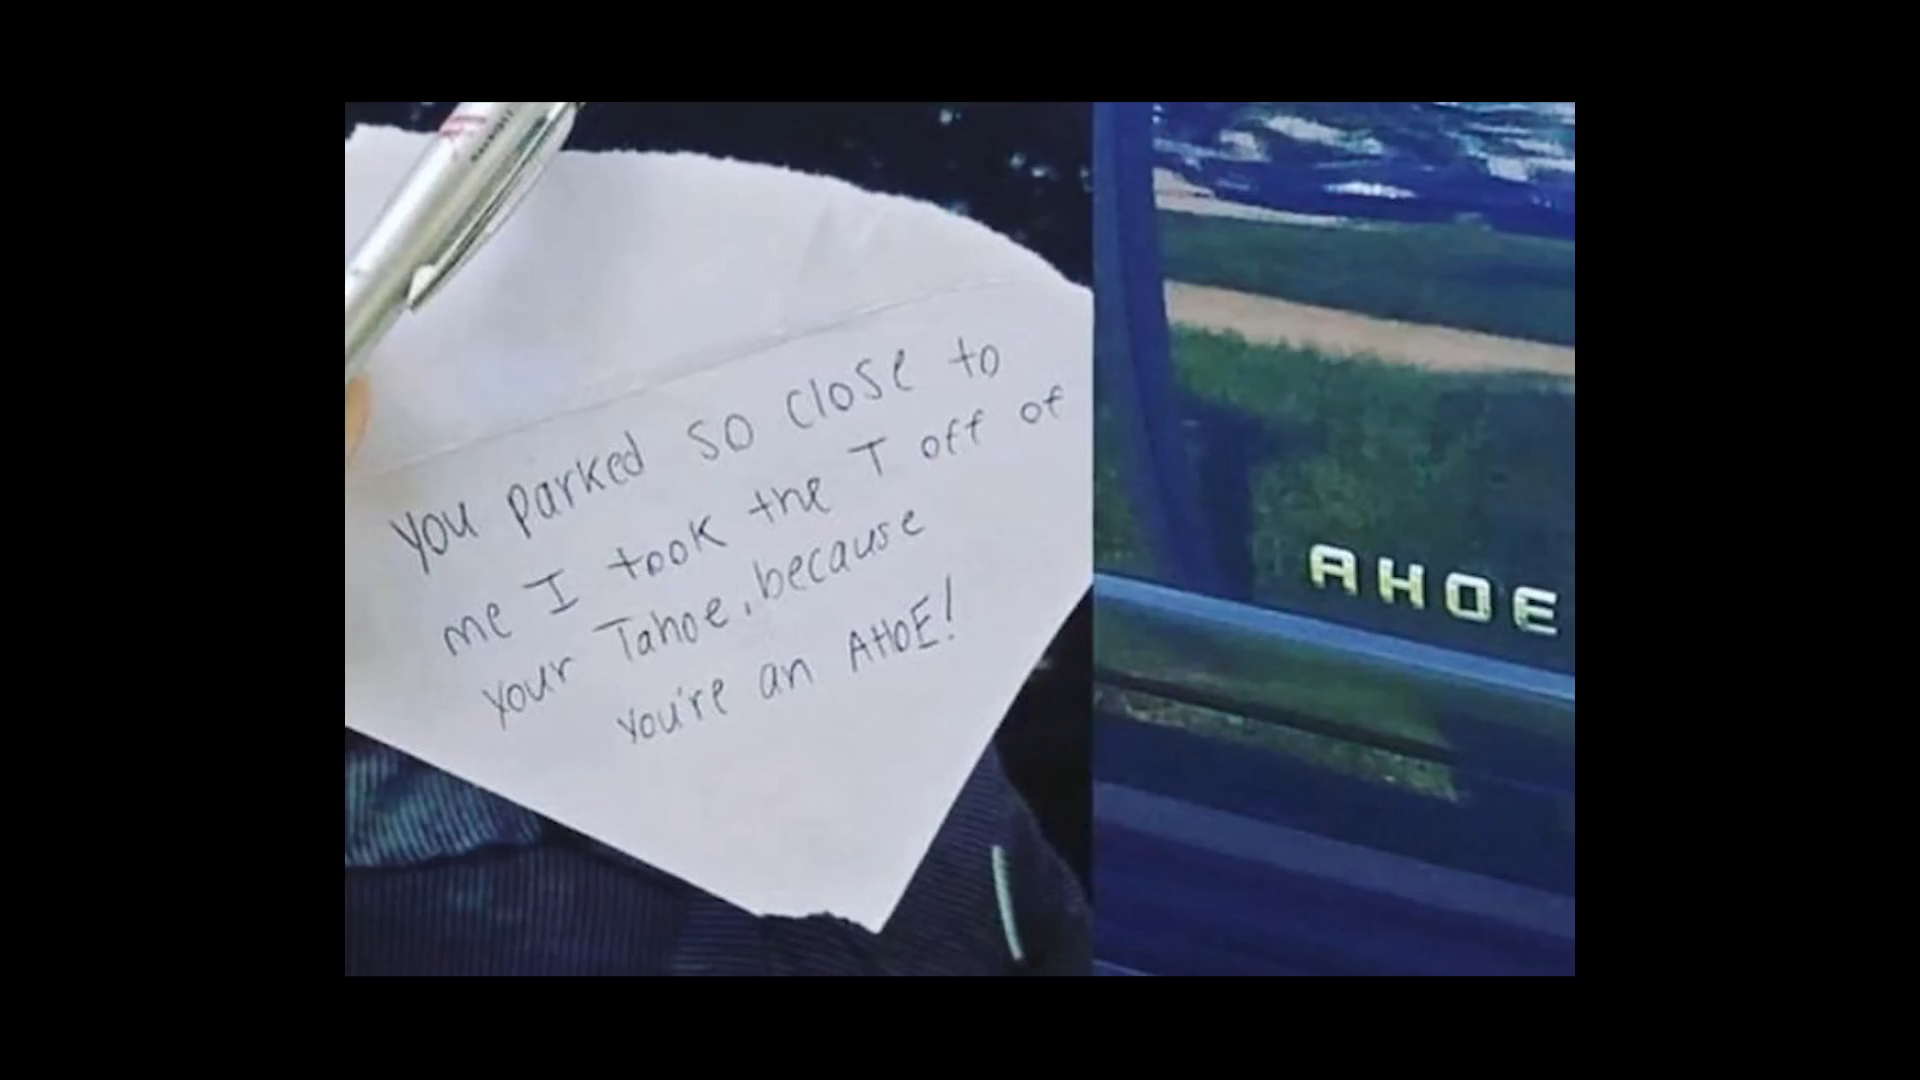 You parked so close to
me I took the T off of
your Tahoe, because
you're an AHOE!
AHOE